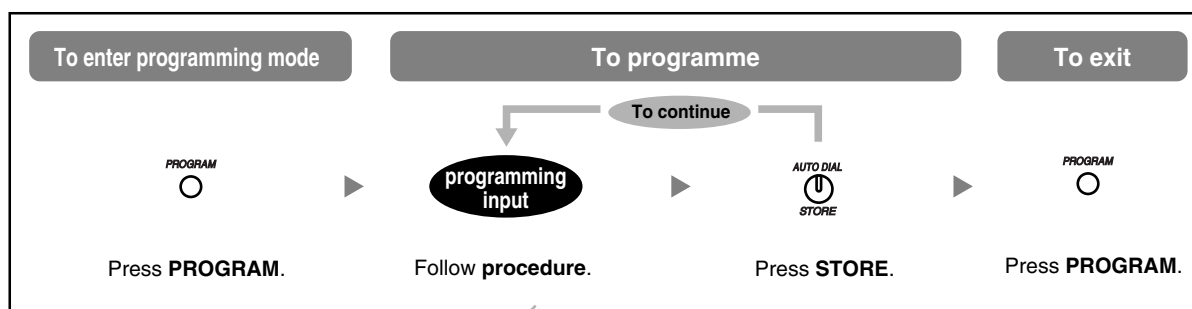 To enter programming mode
To programme
To exit
To continue
PROGRAM
programming
input
AUTO DIAL
STORE
PROGRAM
Press PROGRAM.
Follow procedure.
Press STORE.
Press PROGRAM.